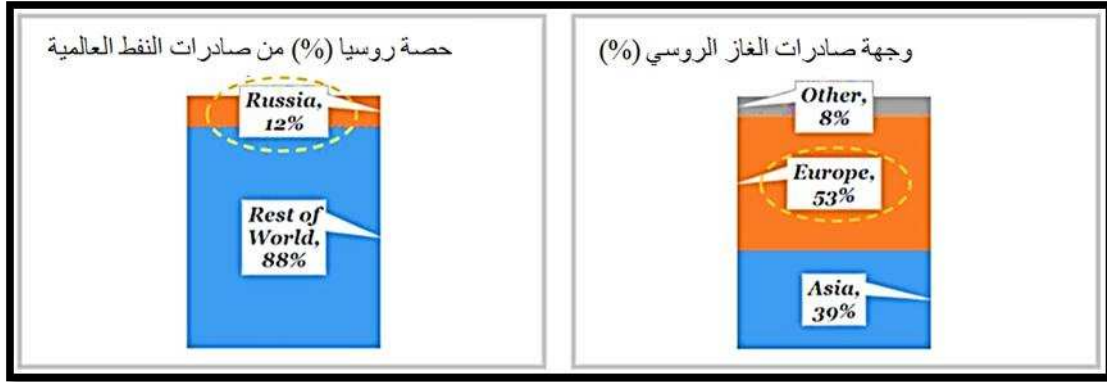 حصة روسيا (%) من صادرات النفط العالمية
Russia,
12%
Rest of
World,
88%
وجهة صادرات الغاز الروسي (%)
Other,
8%
Europe,
53%
Asia,
39%